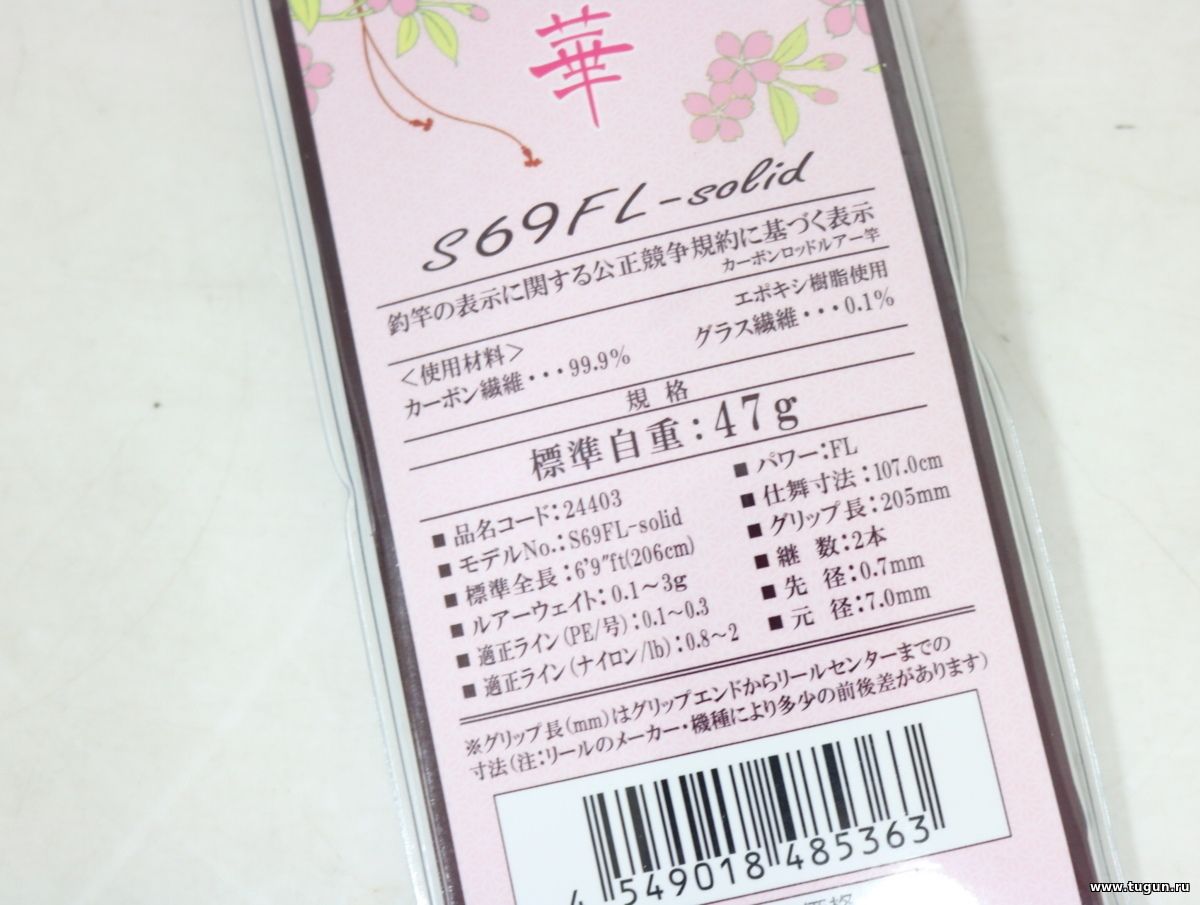 華
S69FL-solid
釣竿の表示に関する公正競争規約に基づく表示
カーボンロッドルアー竿
<使用材料>
エポキシ樹脂使用
カーボン繊維・・・99.9%
グラス繊維・・・0.1%
規 格
標準自重：47g
■ 品名コード：24403
■ モデルNo.：S69FL-solid
■ 標準全長：6'9"ft(206cm)
■ ルアーウェイト：0.1～3g
■ 適正ライン(PE/号)：0.1～0.3
■ 適正ライン(ナイロン/lb)：0.8～2
■ パワー：FL
■ 仕舞寸法：107.0cm
■ グリップ長：205mm
■ 継 数：2本
■ 先 径：0.7mm
■ 元 径：7.0mm
※グリップ長(mm)はグリップエンドからリールセンターまでの
寸法(注：リールのメーカー・機種により多少の前後差があります)
4 549018 485363
www.tugun.ru